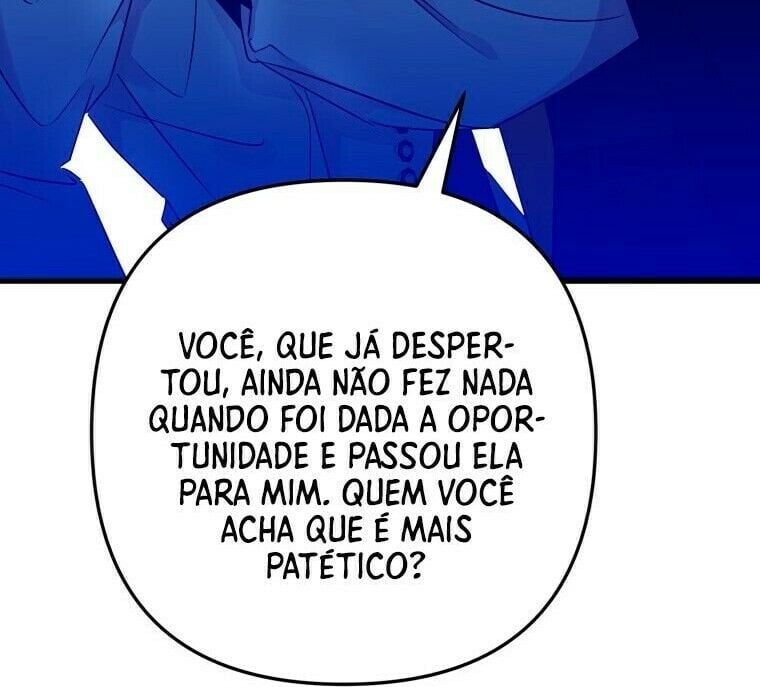 VOCÊ, QUE JÁ DESPER-
TOU, AINDA NÃO FEZ NADA
QUANDO FOI DADA A OPOR-
TUNIDADE E PASSOU ELA
PARA MIM. QUEM VOCÊ
ACHA QUE É MAIS
PATÉTICO?